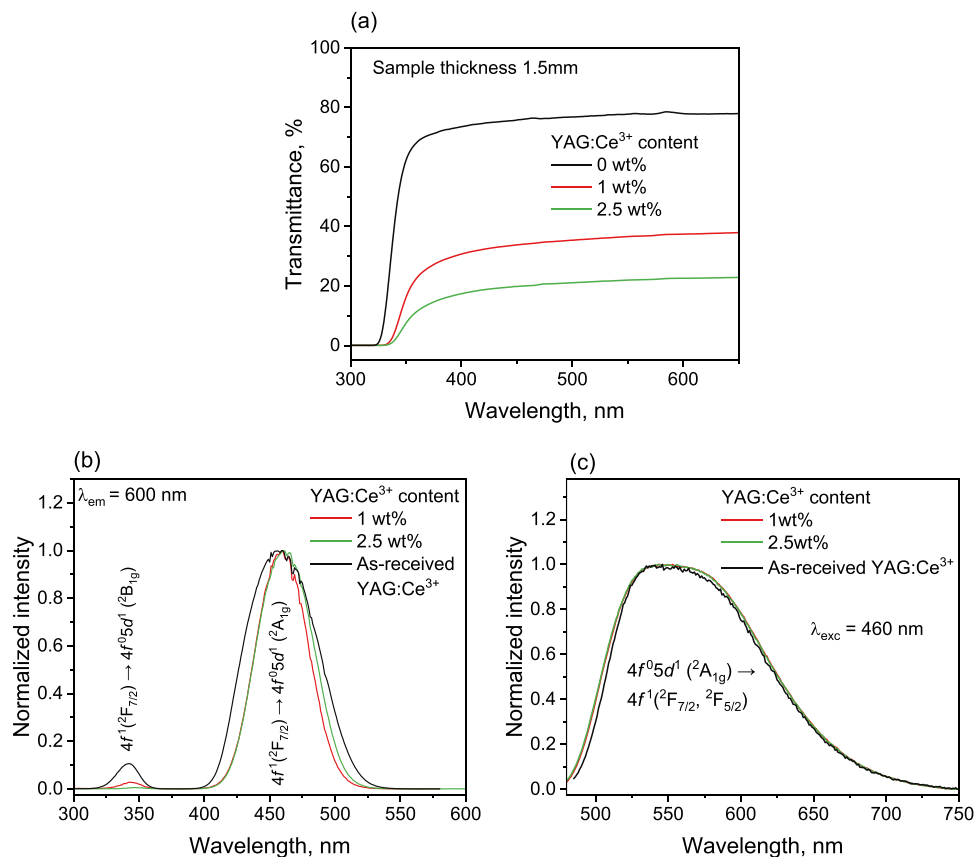 (a)
Sample thickness 1.5mm
YAG:Ce³⁺ content
0 wt%
1 wt%
2.5 wt%
Transmittance, %
100
80
60
40
20
0
300 400 500 600
Wavelength, nm
(b)
λem = 600 nm
YAG:Ce³⁺ content
1 wt%
2.5 wt%
As-received
YAG:Ce³⁺
4f¹(²F7/2) → 4f⁰5d¹ (²B1g)
4f¹(²F7/2) → 4f⁰5d¹ (²A1g)
Normalized intensity
1.2
1.0
0.8
0.6
0.4
0.2
0.0
300 350 400 450 500 550 600
Wavelength, nm
(c)
YAG:Ce³⁺ content
1wt%
2.5wt%
As-received YAG:Ce³⁺
λexc = 460 nm
4f⁰5d¹ (²A1g) →
4f¹(²F7/2, ²F5/2)
Normalized intensity
1.2
1.0
0.8
0.6
0.4
0.2
0.0
500 550 600 650 700 750
Wavelength, nm